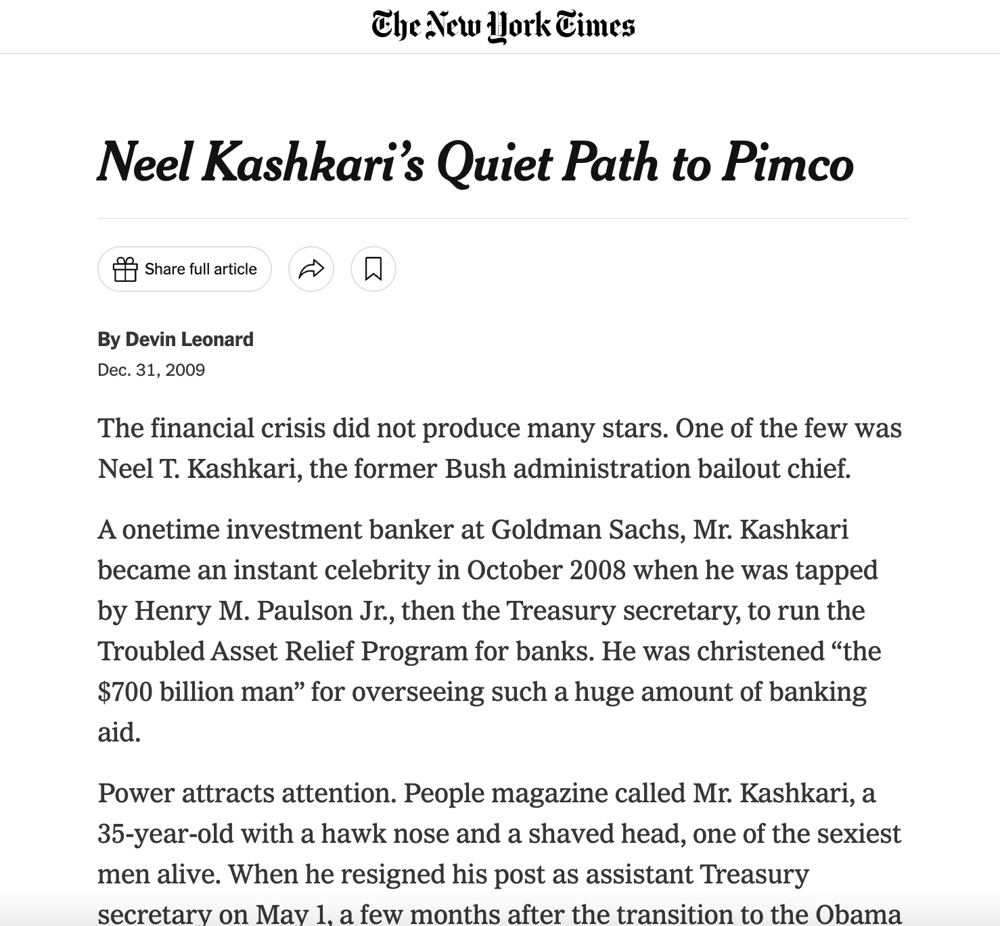 The New York Times
Neel Kashkari’s Quiet Path to Pimco
Share full article
By Devin Leonard
Dec. 31, 2009
The financial crisis did not produce many stars. One of the few was
Neel T. Kashkari, the former Bush administration bailout chief.
A onetime investment banker at Goldman Sachs, Mr. Kashkari
became an instant celebrity in October 2008 when he was tapped
by Henry M. Paulson Jr., then the Treasury secretary, to run the
Troubled Asset Relief Program for banks. He was christened “the
$700 billion man” for overseeing such a huge amount of banking
aid.
Power attracts attention. People magazine called Mr. Kashkari, a
35-year-old with a hawk nose and a shaved head, one of the sexiest
men alive. When he resigned his post as assistant Treasury
secretary on May 1, a few months after the transition to the Obama